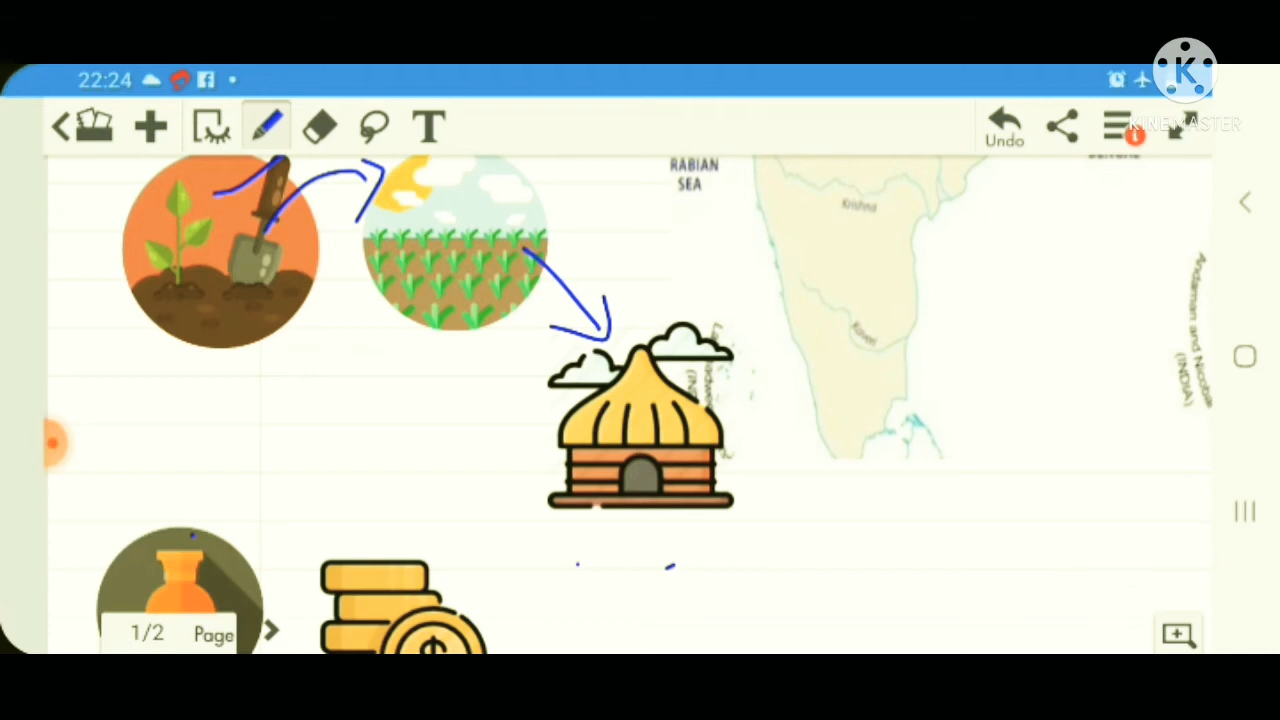 22:24
KINEMASTER
T
Undo
RABIAN
SEA
Krishna
Kaveri
Andaman and Nicobar
(INDIA)
1/2 Page